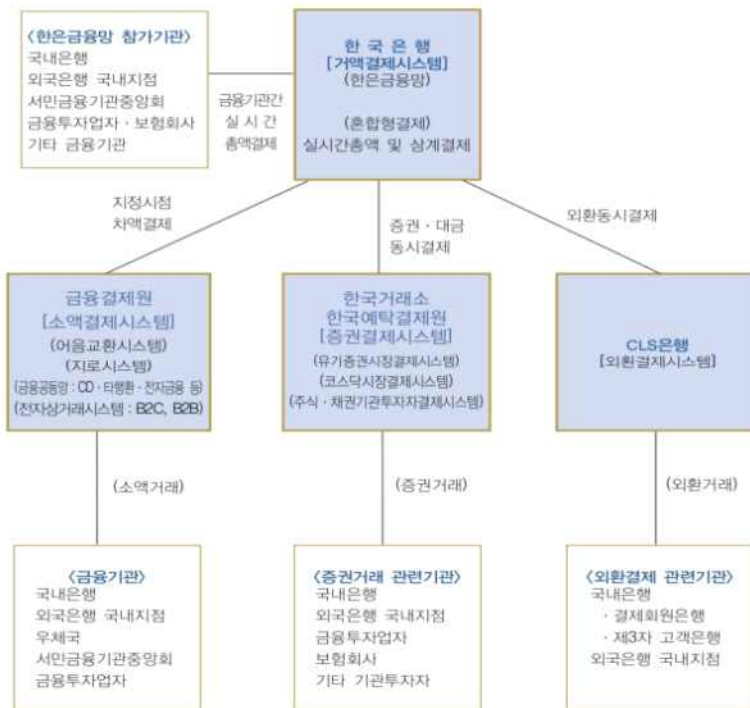 〈한은금융망 참가기관〉
국내은행
외국은행 국내지점
서민금융기관중앙회
금융투자업자 · 보험회사
기타 금융기관
금융기관간
실 시 간
총액결제
한 국 은 행
[거액결제시스템]
(한은금융망)
(혼합형결제)
실시간총액 및 상계결제
지정시점
차액결제
증권 · 대금
동시결제
외환동시결제
금융결제원
[소액결제시스템]
(어음교환시스템)
(지로시스템)
(금융공동망 : CD · 타행환 · 전자금융 등)
(전자상거래시스템 : B2C, B2B)
한국거래소
한국예탁결제원
[증권결제시스템]
(유가증권시장결제시스템)
(코스닥시장결제시스템)
(주식 · 채권기관투자자결제시스템)
CLS은행
[외환결제시스템]
(소액거래)
(증권거래)
(외환거래)
〈금융기관〉
국내은행
외국은행 국내지점
우체국
서민금융기관중앙회
금융투자업자
〈증권거래 관련기관〉
국내은행
외국은행 국내지점
금융투자업자
보험회사
기타 기관투자자
〈외환결제 관련기관〉
국내은행
· 결제회원은행
· 제3자 고객은행
외국은행 국내지점